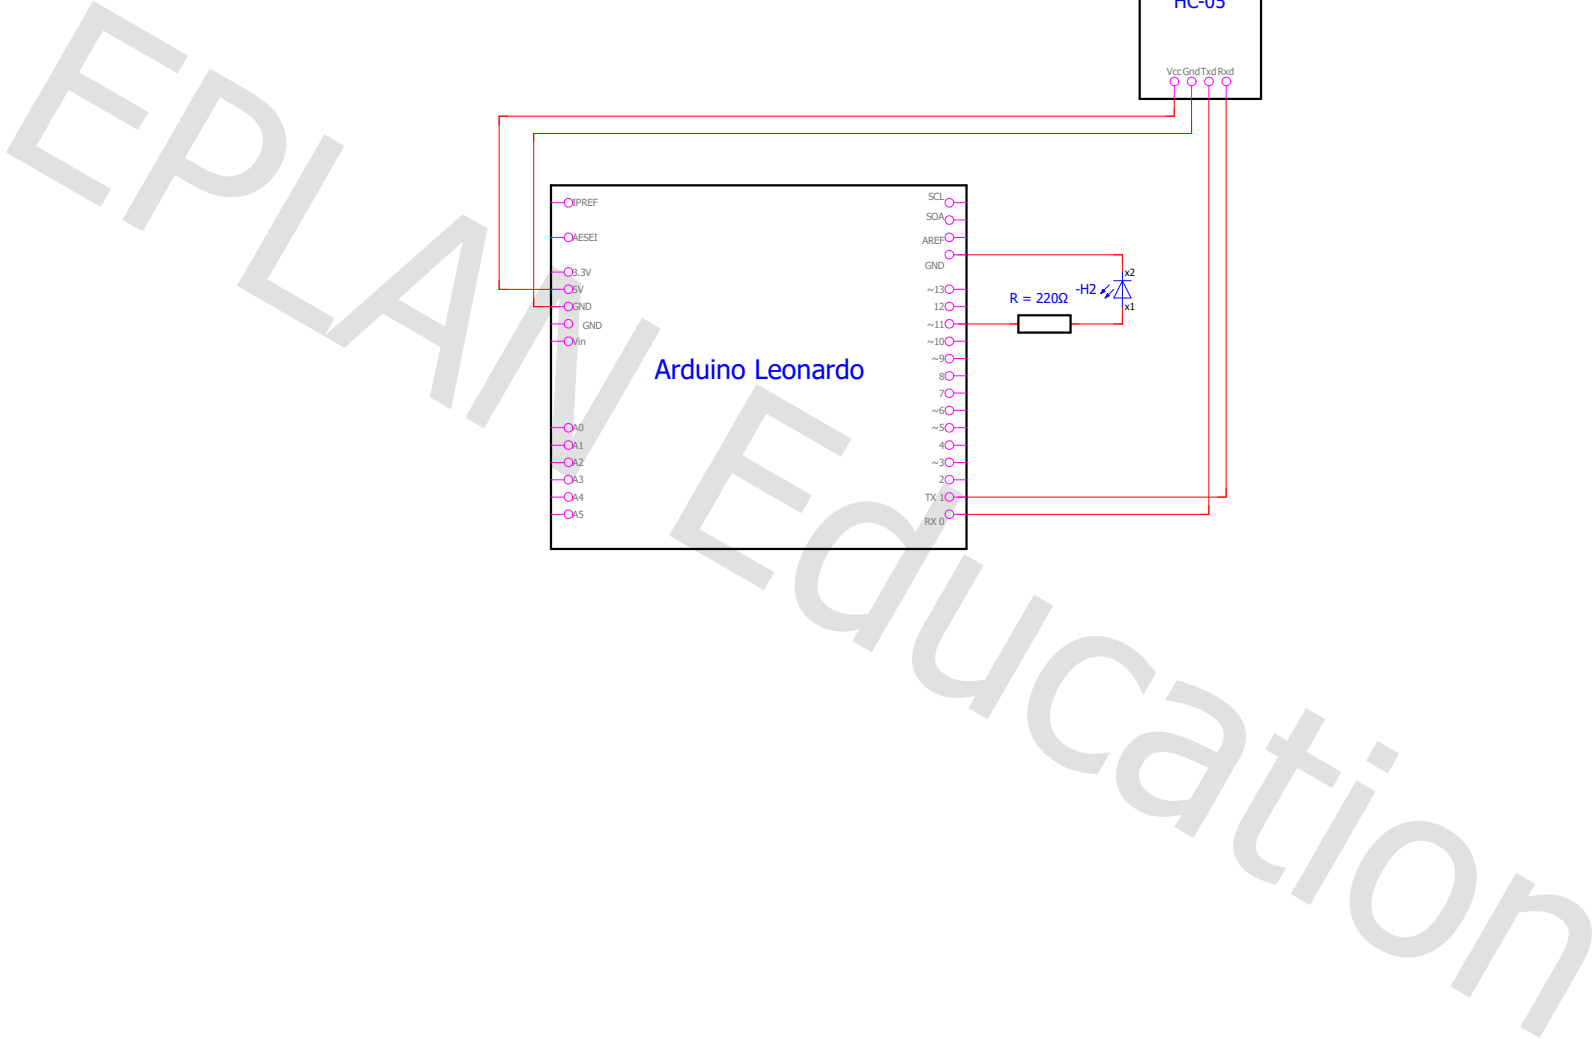 HC-05
Vcc Gnd Txd Rxd
IPREF
AESEI
3.3V
5V
GND
GND
Vin
A0
A1
A2
A3
A4
A5
Arduino Leonardo
SCL
SOA
AREF
GND
~13
12
~11
~10
~9
8
7
~6
~5
4
~3
2
TX 1
RX 0
R = 220Ω
-H2
x2
x1
EPLAN Education